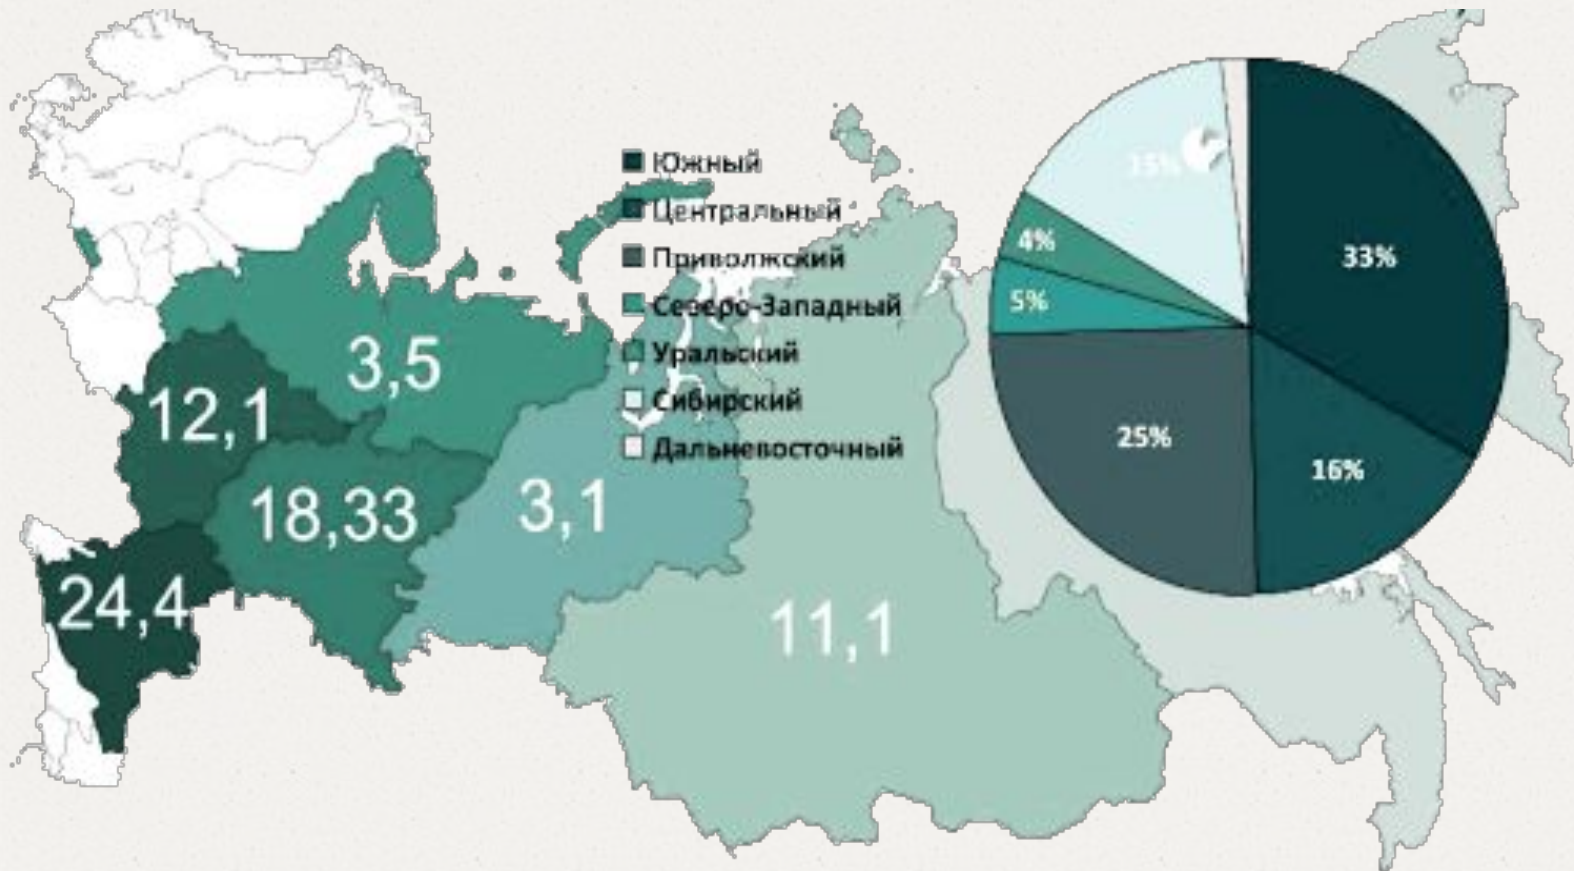 Южный
Центральный
Приволжский
Северо-Западный
Уральский
Сибирский
Дальневосточный
3,5
12,1
18,33
3,1
24,4
11,1
15%
4%
5%
33%
25%
16%